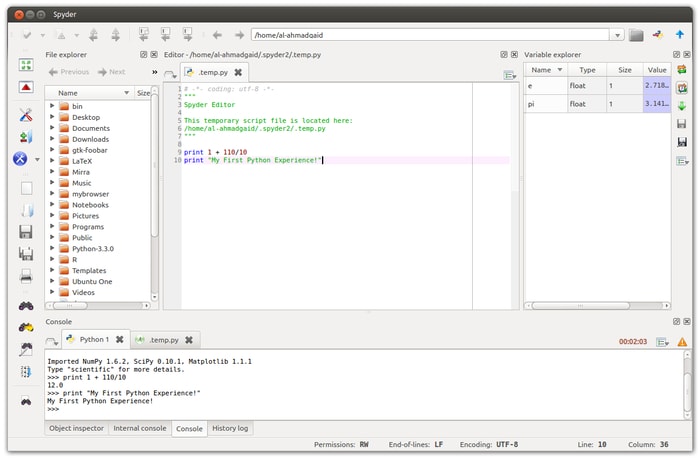 Spyder
/home/al-ahmadgaid
File explorer
Previous Next »
Name Size
bin
Desktop
Documents
Downloads
gtk-foobar
LaTeX
Mirra
Music
mybrowser
Notebooks
Pictures
Programs
Public
Python-3.3.0
R
Templates
Ubuntu One
Videos
Editor - /home/al-ahmadgaid/.spyder2/.temp.py
.temp.py
1 # -*- coding: utf-8 -*-
2 """
3 Spyder Editor
4
5 This temporary script file is located here:
6 /home/al-ahmadgaid/.spyder2/.temp.py
7 """
8
9 print 1 + 110/10
10 print "My First Python Experience!"
Variable explorer
Name Type Size Value
e float 1 2.718...
pi float 1 3.141...
Console
Python 1 .temp.py 00:02:03
Imported NumPy 1.6.2, SciPy 0.10.1, Matplotlib 1.1.1
Type "scientific" for more details.
>>> print 1 + 110/10
12.0
>>> print "My First Python Experience!"
My First Python Experience!
>>>
Object inspector Internal console Console History log
Permissions: RW End-of-lines: LF Encoding: UTF-8 Line: 10 Column: 36